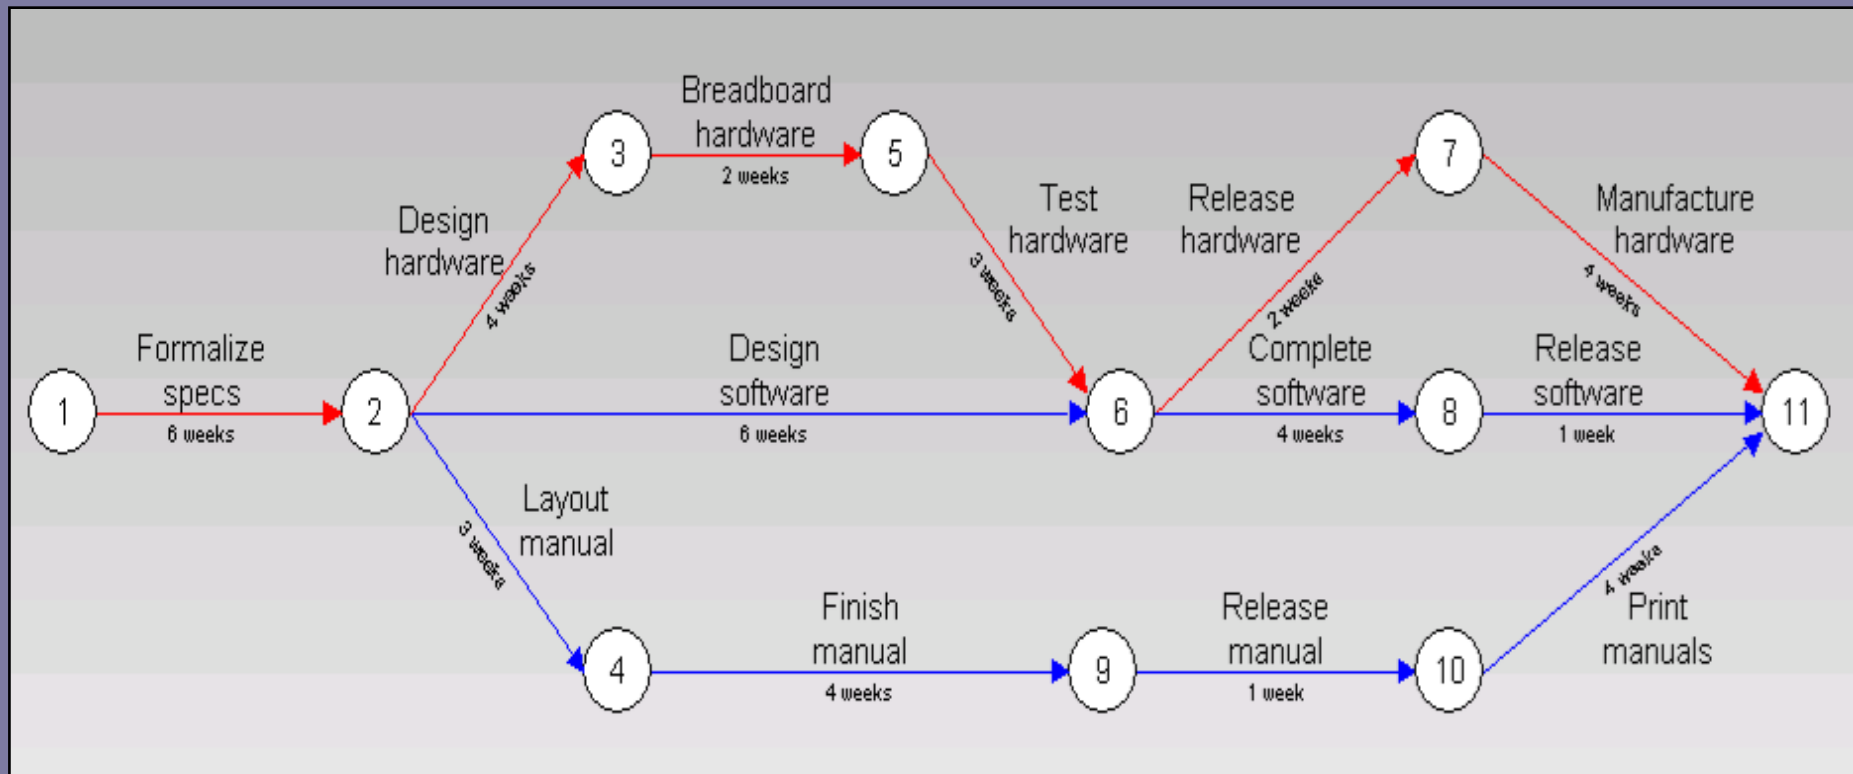 Breadboard
hardware
2 weeks
3
5
7
Design
hardware
4 weeks
Test
hardware
3 weeks
Release
hardware
2 weeks
Manufacture
hardware
4 weeks
Formalize
specs
6 weeks
1
2
Design
software
6 weeks
6
Complete
software
4 weeks
8
Release
software
1 week
11
Layout
manual
3 weeks
4
Finish
manual
4 weeks
9
Release
manual
1 week
10
4 weeks
Print
manuals